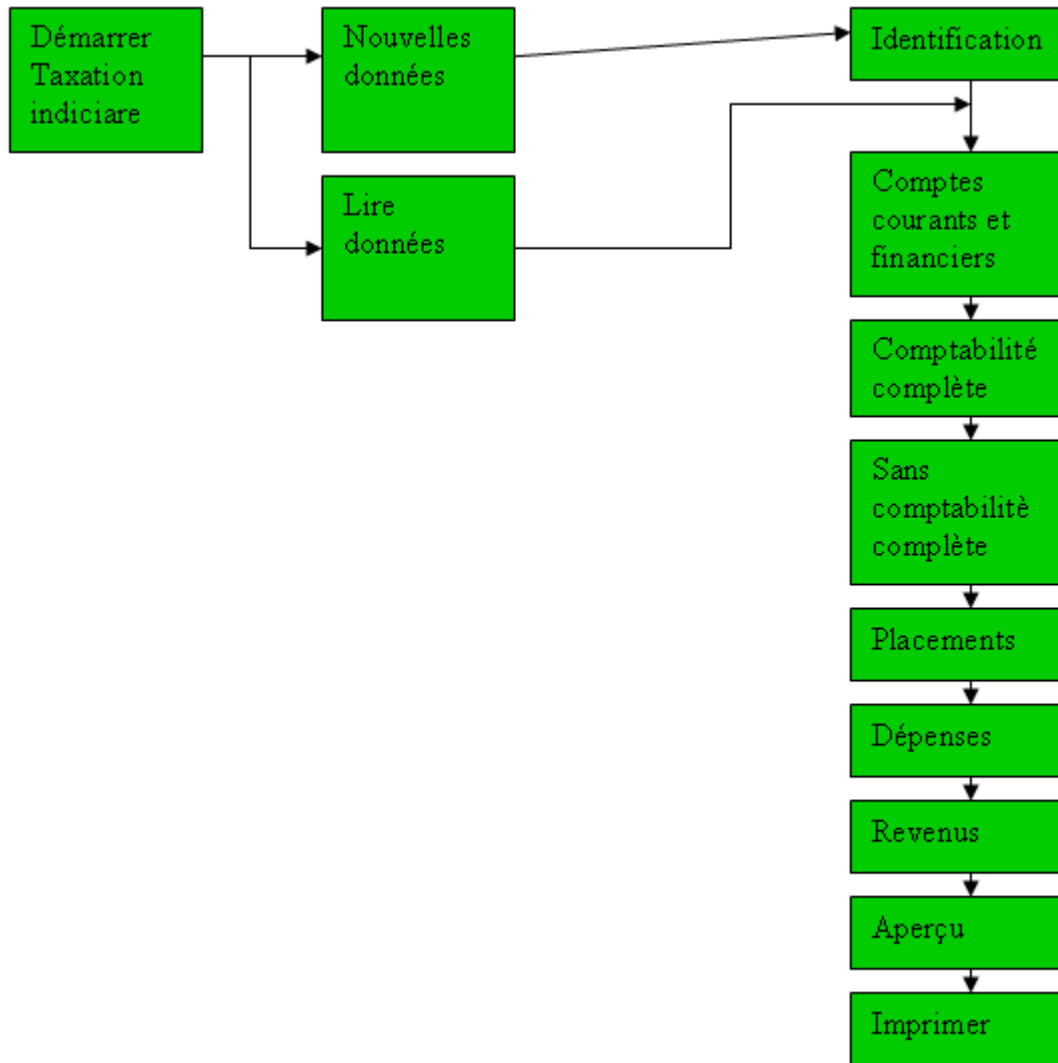 Démarrer
Taxation
indiciare
Nouvelles
données
Lire
données
Identification
Comptes
courants et
financiers
Comptabilité
complète
Sans
comptabilitè
complète
Placements
Dépenses
Revenus
Aperçu
Imprimer